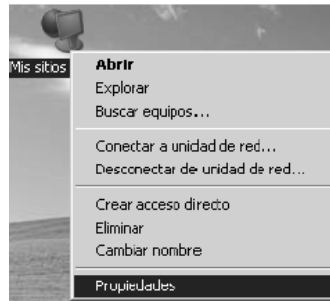 Mis sitios
Abrir
Explorar
Buscar equipos...
Conectar a unidad de red...
Desconectar de unidad de red...
Crear acceso directo
Eliminar
Cambiar nombre
Propiedades